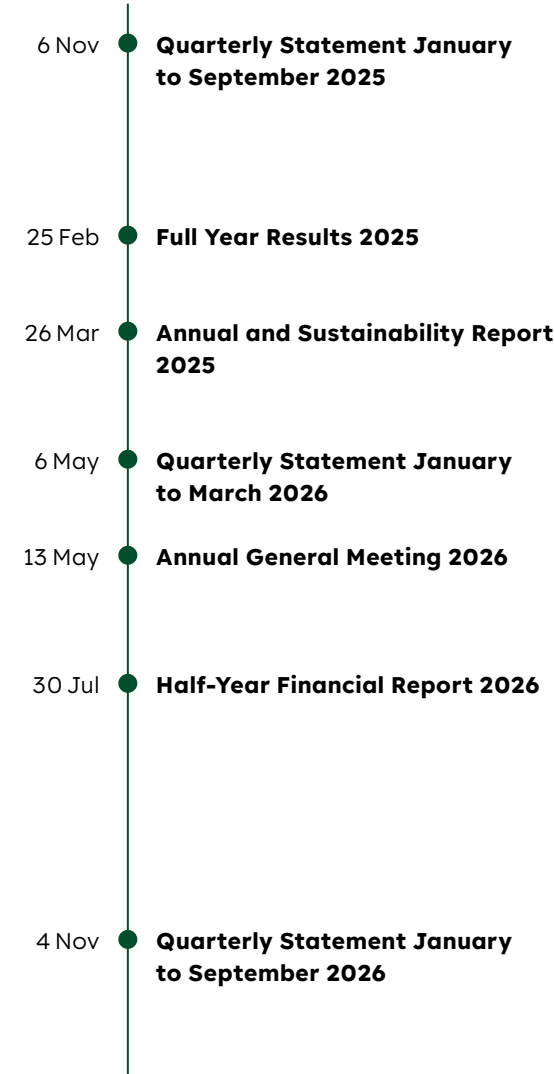 6 Nov
Quarterly Statement January
to September 2025
25 Feb
Full Year Results 2025
26 Mar
Annual and Sustainability Report
2025
6 May
Quarterly Statement January
to March 2026
13 May
Annual General Meeting 2026
30 Jul
Half-Year Financial Report 2026
4 Nov
Quarterly Statement January
to September 2026